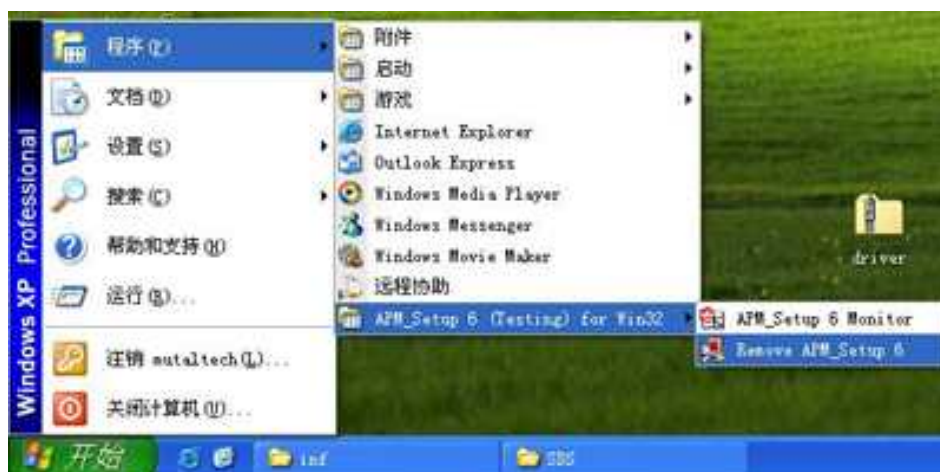 Windows XP Professional
程序(P)
文档(D)
设置(S)
搜索(C)
帮助和支持(H)
运行(R)...
注销 mutaltech(L)...
关闭计算机(U)...
附件
启动
游戏
Internet Explorer
Outlook Express
Windows Media Player
Windows Messenger
Windows Movie Maker
远程协助
APM_Setup 6 (Testing) for Win32
APM_Setup 6 Monitor
Remove APM_Setup 6
driver
开始
inf
SBS